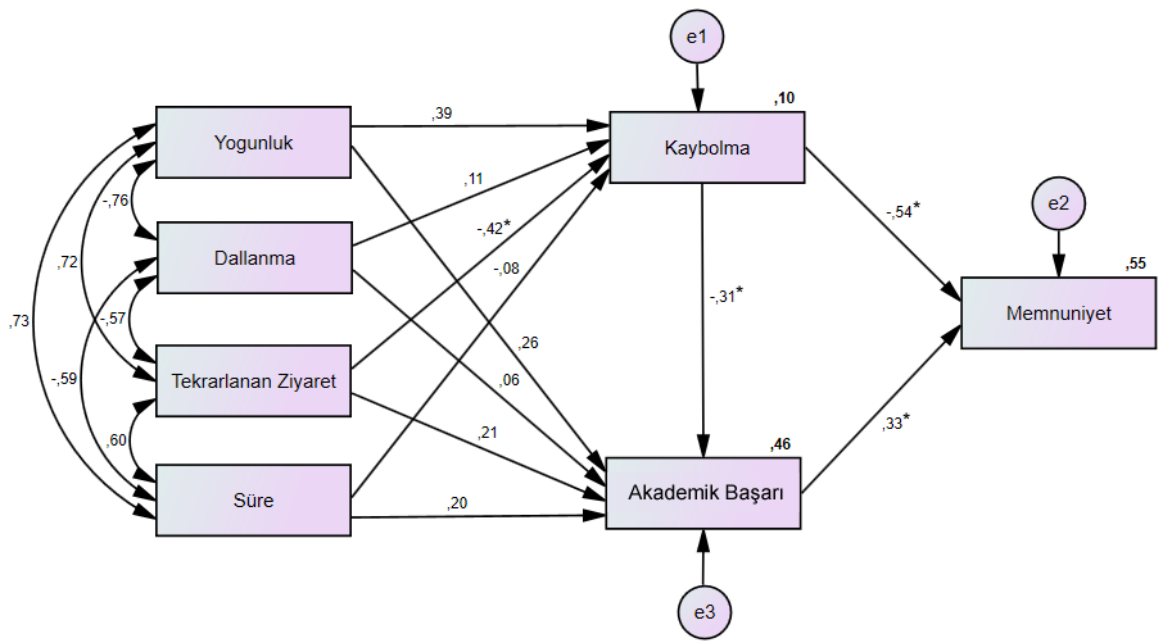 e1
,10
Yogunluk
,39
Kaybolma
,11
-,76
e2
-,42*
-,54*
Dallanma
,72
-,08
,55
-,31*
Memnuniyet
,73
-,57
,26
-,59
Tekrarlanan Ziyaret
,06
,21
,33*
,60
,46
Süre
,20
Akademik Başarı
e3